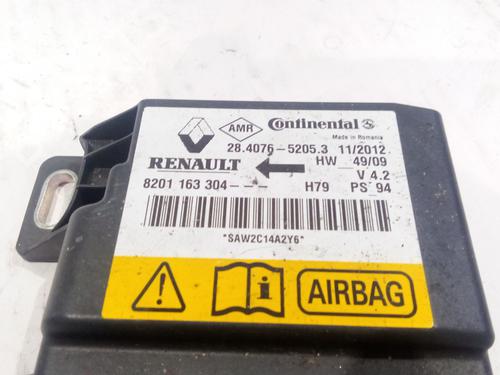 AMR Continental
Made in Romania
28.4076-5205.3 11/2012
RENAULT HW 49/09
V 4.2
8201 163 304--- H79 PS 94
*SAW2C14A2Y6*
AIRBAG